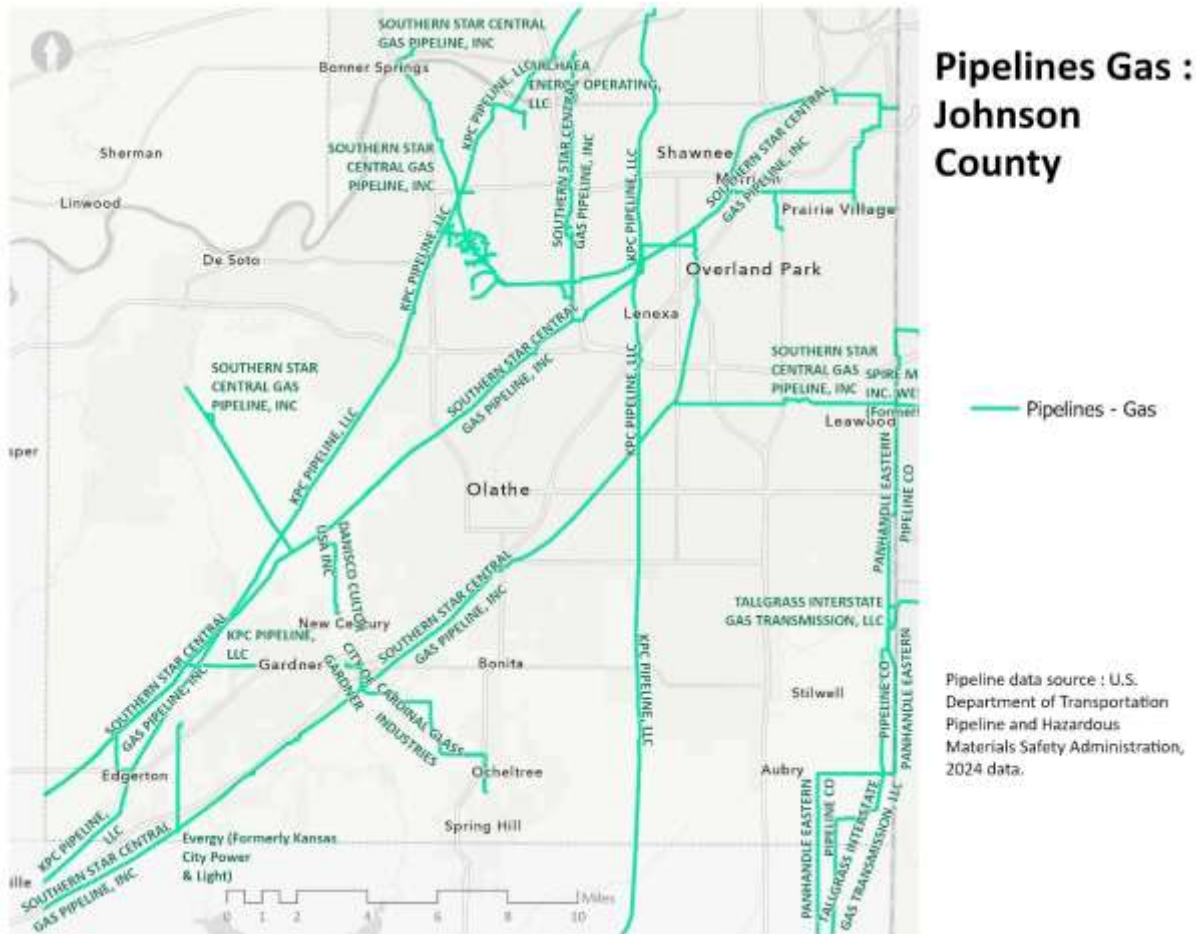 Pipelines Gas :
Johnson
County
Pipelines - Gas
Pipeline data source : U.S.
Department of Transportation
Pipeline and Hazardous
Materials Safety Administration,
2024 data.
SOUTHERN STAR CENTRAL
GAS PIPELINE, INC
Bonner Springs
KPC PIPELINE, LLC
ENERGY OPERATING,
LLC
Sherman
SOUTHERN STAR
CENTRAL GAS
PIPELINE, INC
SOUTHERN STAR CENTRAL
GAS PIPELINE, INC
KPC PIPELINE, LLC
Shawnee
SOUTHERN STAR CENTRAL
GAS PIPELINE, INC
Linwood
Prairie Village
De Soto
KPC PIPELINE, LLC
Overland Park
Lenexa
SOUTHERN STAR
CENTRAL GAS
PIPELINE, INC
SOUTHERN STAR CENTRAL
GAS PIPELINE, INC
KPC PIPELINE, LLC
SOUTHERN STAR
CENTRAL GAS
PIPELINE, INC
SPIRE M
INC. WE
(Former
Leawood
sper
KPC PIPELINE, LLC
Olathe
PANHANDLE EASTERN
PIPELINE CO
DANISCO CULTOR
USA INC
SOUTHERN STAR CENTRAL
GAS PIPELINE, INC
TALLGRASS INTERSTATE
GAS TRANSMISSION, LLC
New Century
KPC PIPELINE,
LLC
Gardner
CITY OF
GARDNER
Bonita
KPC PIPELINE, LLC
SOUTHERN STAR CENTRAL
GAS PIPELINE, INC
CARDINAL GLASS
INDUSTRIES
Stilwell
PIPELINE CO
PANHANDLE EASTERN
Edgerton
Ocheltree
Aubry
KPC PIPELINE,
LLC
SOUTHERN STAR CENTRAL
GAS PIPELINE, INC
Evergy (Formerly Kansas
City Power
& Light)
Spring Hill
PANHANDLE EASTERN
PIPELINE CO
TALLGRASS INTERSTATE
GAS TRANSMISSION, LLC
ille
Miles
0 1 2 4 6 8 10